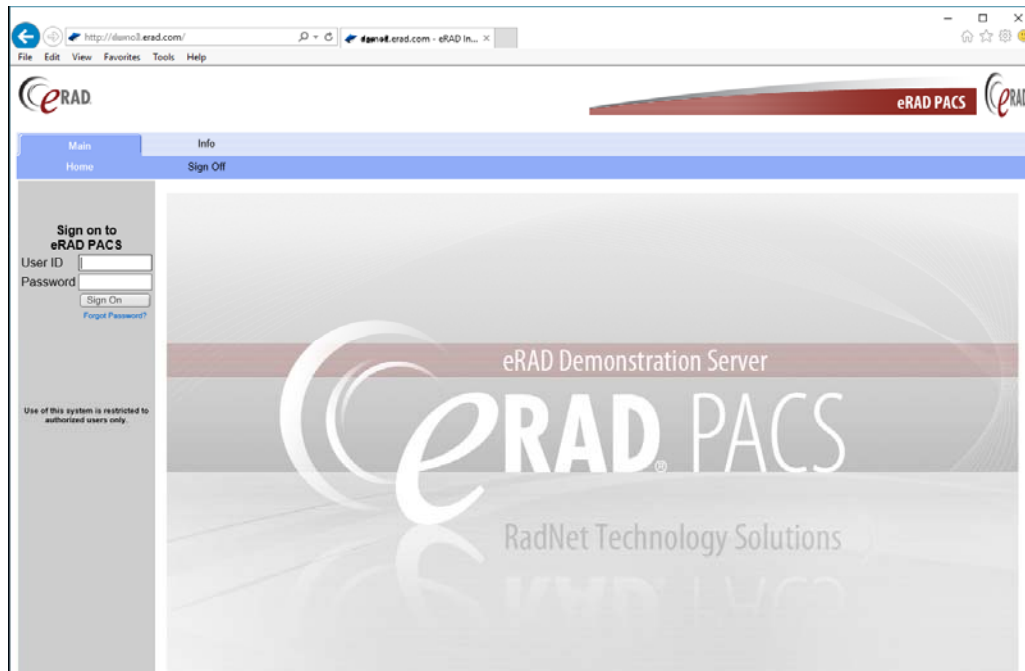 http://demo3.erad.com/
erad.com - eRAD In...
File Edit View Favorites Tools Help
eRAD
eRAD PACS
eRAD
Main Info
Home Sign Off
Sign on to
eRAD PACS
User ID
Password
Sign On
Forgot Password?
Use of this system is restricted to
authorized users only.
eRAD Demonstration Server
eRAD® PACS
RadNet Technology Solutions